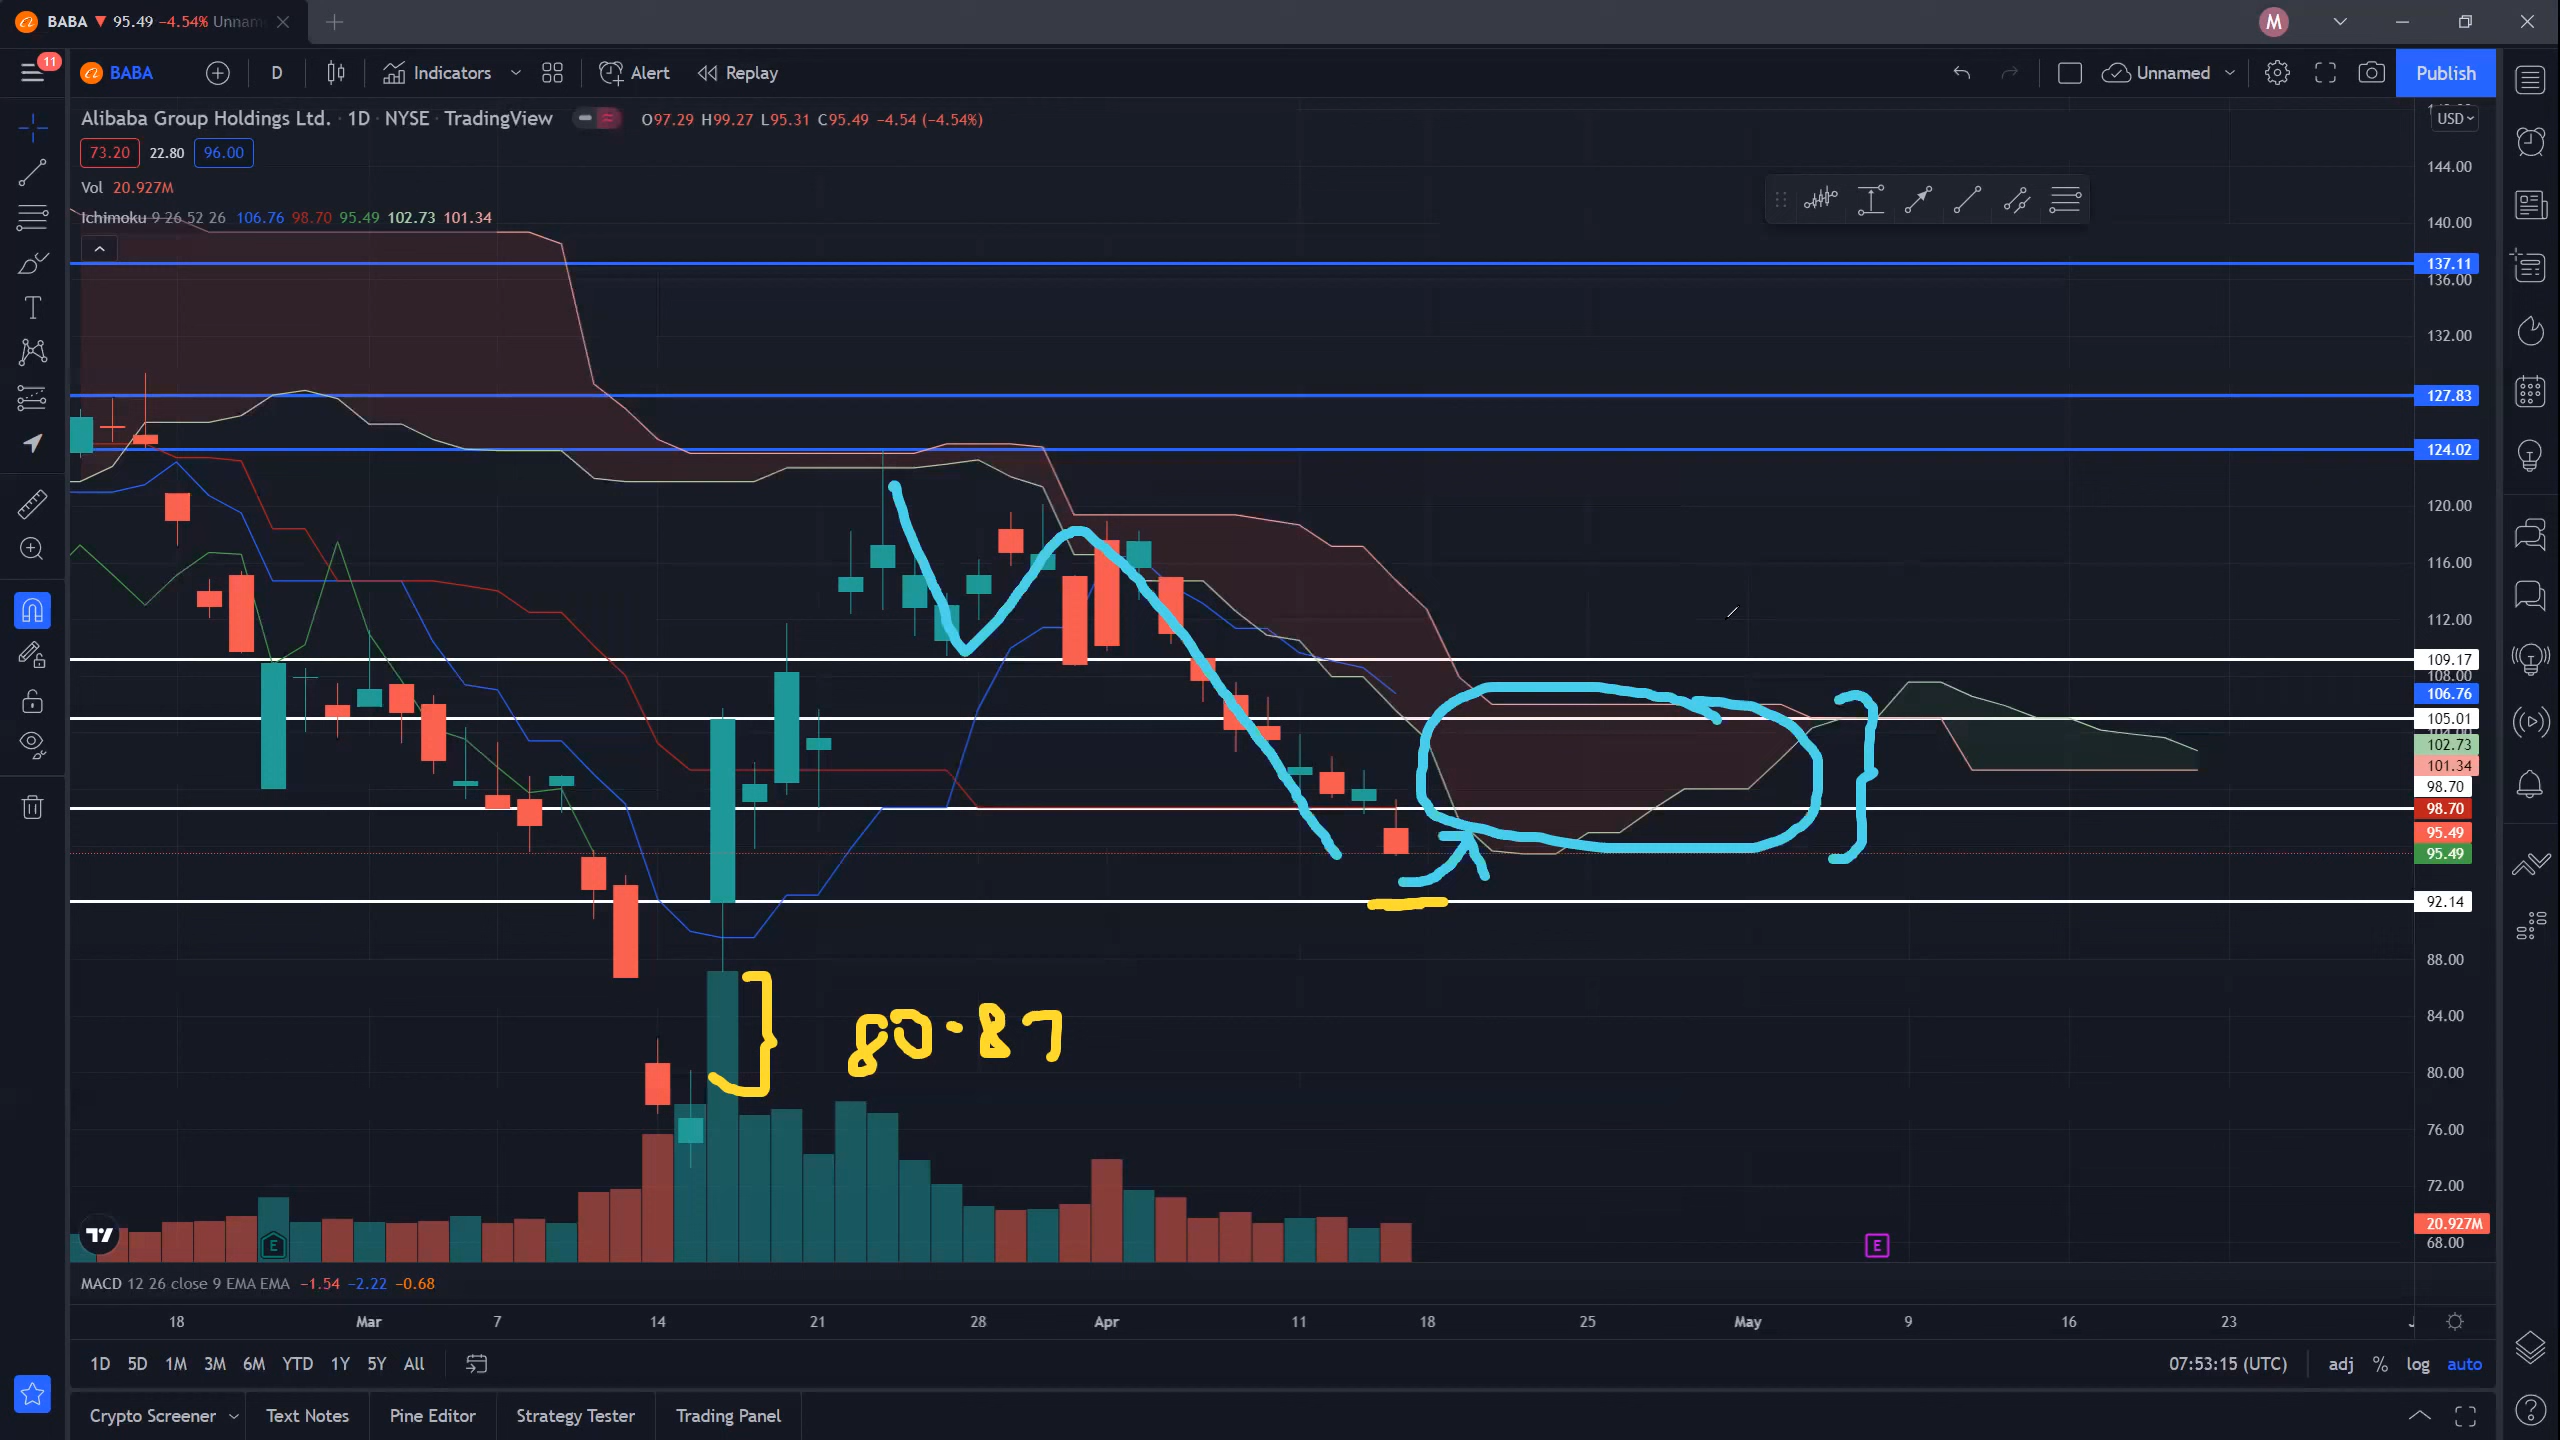 BABA ▼ 95.49 −4.54% Unnam
M
11
BABA
D
Indicators
Alert
Replay
Unnamed
Publish
Alibaba Group Holdings Ltd. · 1D · NYSE · TradingView
O97.29 H99.27 L95.31 C95.49 −4.54 (−4.54%)
USD
73.20 22.80 96.00
Vol 20.927M
Ichimoku 9 26 52 26 106.76 98.70 95.49 102.73 101.34
144.00
140.00
137.11
136.00
132.00
127.83
124.02
120.00
116.00
112.00
109.17
108.00
106.76
105.01
104.00
102.73
101.34
98.70
98.70
95.49
95.49
92.14
88.00
80-87
84.00
80.00
76.00
72.00
20.927M
68.00
E
E
MACD 12 26 close 9 EMA EMA −1.54 −2.22 −0.68
18 Mar 7 14 21 28 Apr 11 18 25 May 9 16 23
1D 5D 1M 3M 6M YTD 1Y 5Y All
07:53:15 (UTC) adj % log auto
Crypto Screener Text Notes Pine Editor Strategy Tester Trading Panel